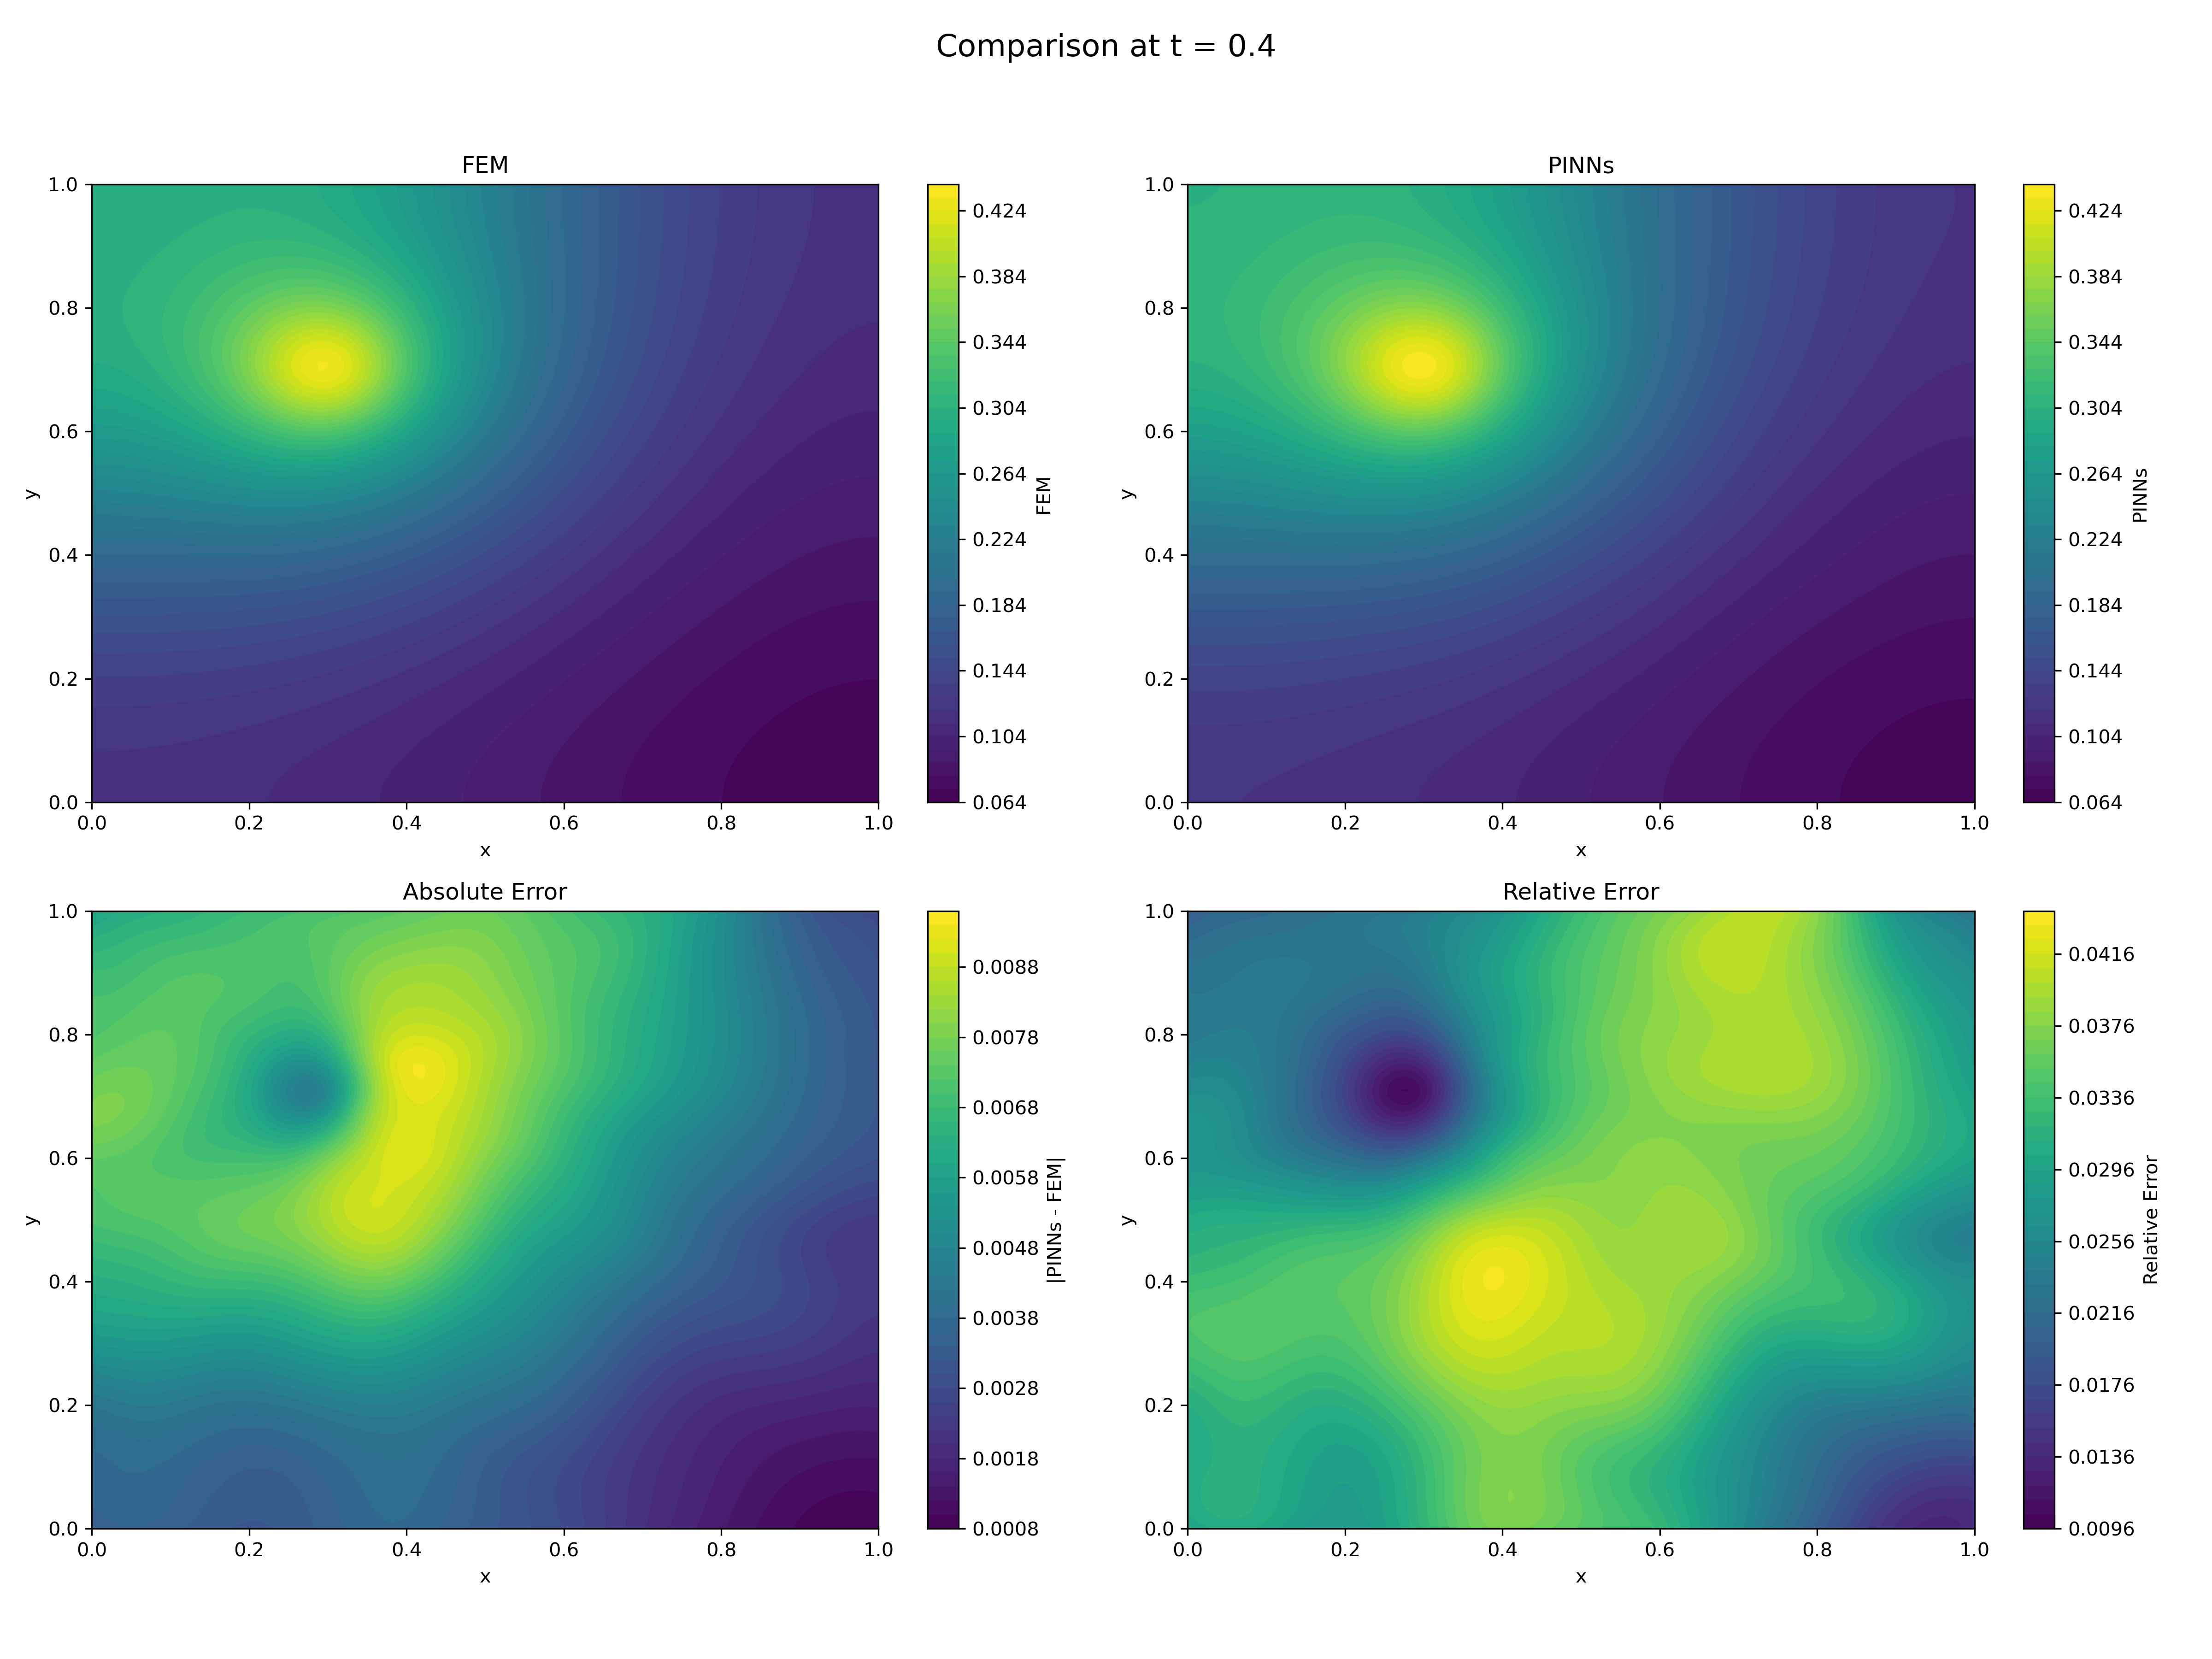 Comparison at t = 0.4
FEM
1.0
0.8
0.6
0.4
0.2
0.0
y
0.0 0.2 0.4 0.6 0.8 1.0
x
0.424
0.384
0.344
0.304
0.264
0.224
0.184
0.144
0.104
0.064
FEM
PINNs
1.0
0.8
0.6
0.4
0.2
0.0
y
0.0 0.2 0.4 0.6 0.8 1.0
x
0.424
0.384
0.344
0.304
0.264
0.224
0.184
0.144
0.104
0.064
PINNs
Absolute Error
1.0
0.8
0.6
0.4
0.2
0.0
y
0.0 0.2 0.4 0.6 0.8 1.0
x
0.0088
0.0078
0.0068
0.0058
0.0048
0.0038
0.0028
0.0018
0.0008
|PINNs - FEM|
Relative Error
1.0
0.8
0.6
0.4
0.2
0.0
y
0.0 0.2 0.4 0.6 0.8 1.0
x
0.0416
0.0376
0.0336
0.0296
0.0256
0.0216
0.0176
0.0136
0.0096
Relative Error